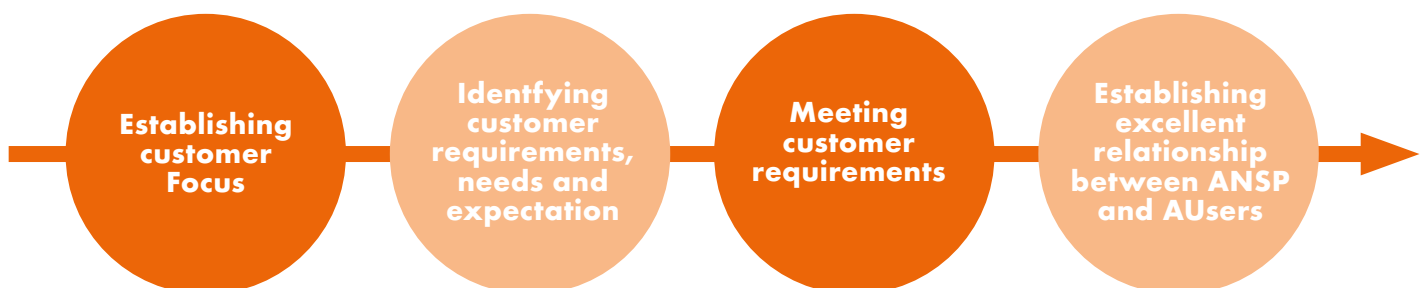 Establishing
customer
Focus
Identfying
customer
requirements,
needs and
expectation
Meeting
customer
requirements
Establishing
excellent
relationship
between ANSP
and AUsers